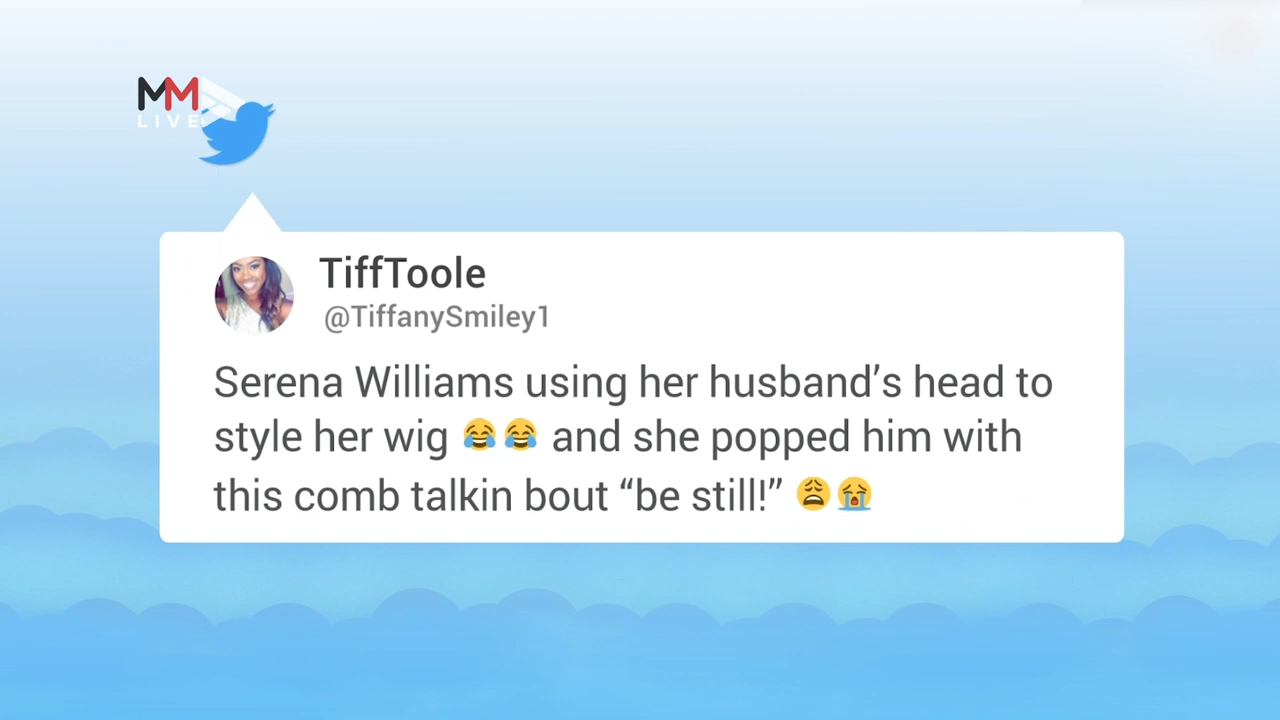 MM
LIVE
TiffToole
@TiffanySmiley1
Serena Williams using her husband’s head to
style her wig 😂😂 and she popped him with
this comb talkin bout “be still!” 😩😭